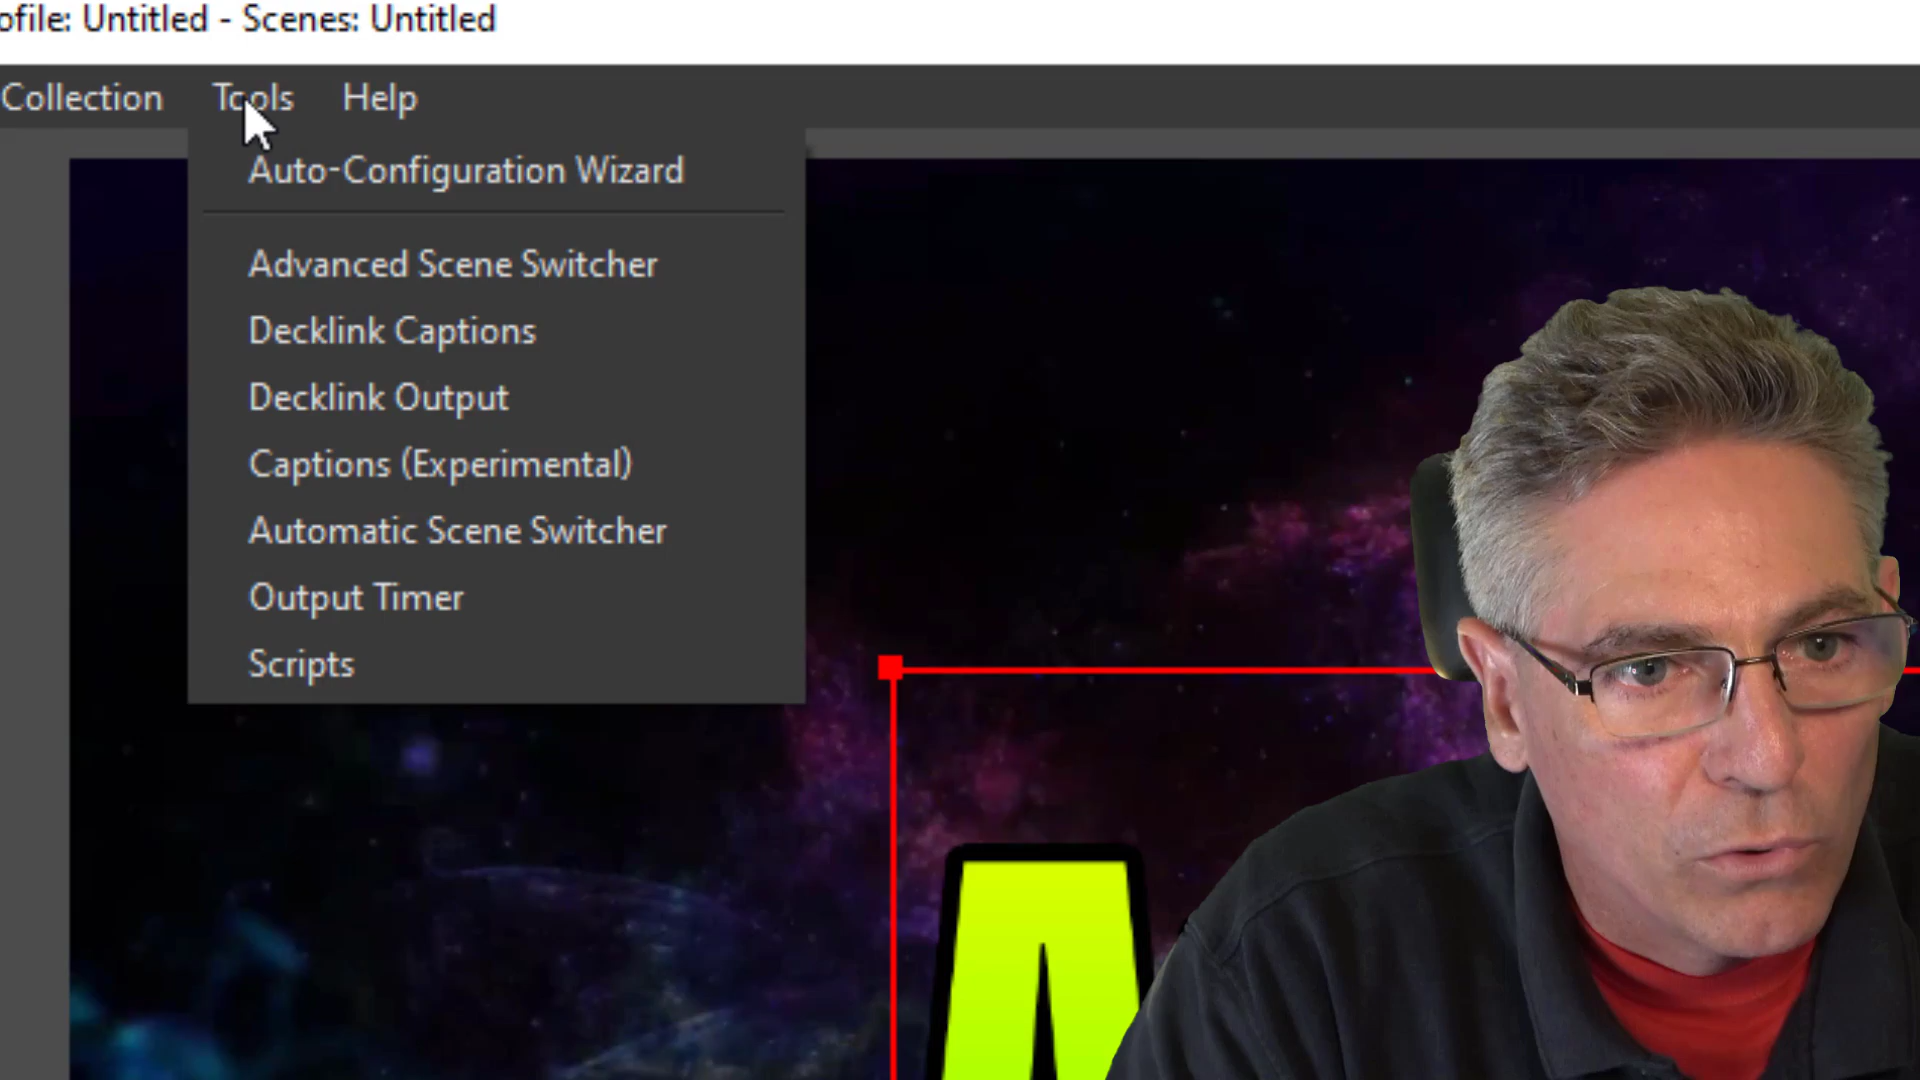 ofile: Untitled - Scenes: Untitled
Collection Tools Help
Auto-Configuration Wizard
Advanced Scene Switcher
Decklink Captions
Decklink Output
Captions (Experimental)
Automatic Scene Switcher
Output Timer
Scripts